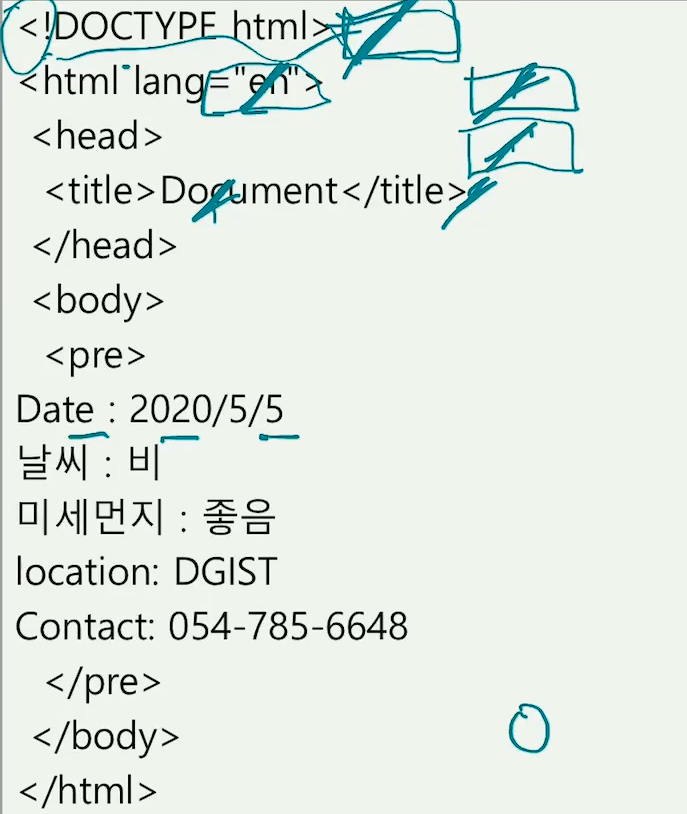 <!DOCTYPE html>
<html lang="en">
<head>
<title>Document</title>
</head>
<body>
<pre>
Date : 2020/5/5
날씨 : 비
미세먼지 : 좋음
location: DGIST
Contact: 054-785-6648
</pre>
</body>
</html>